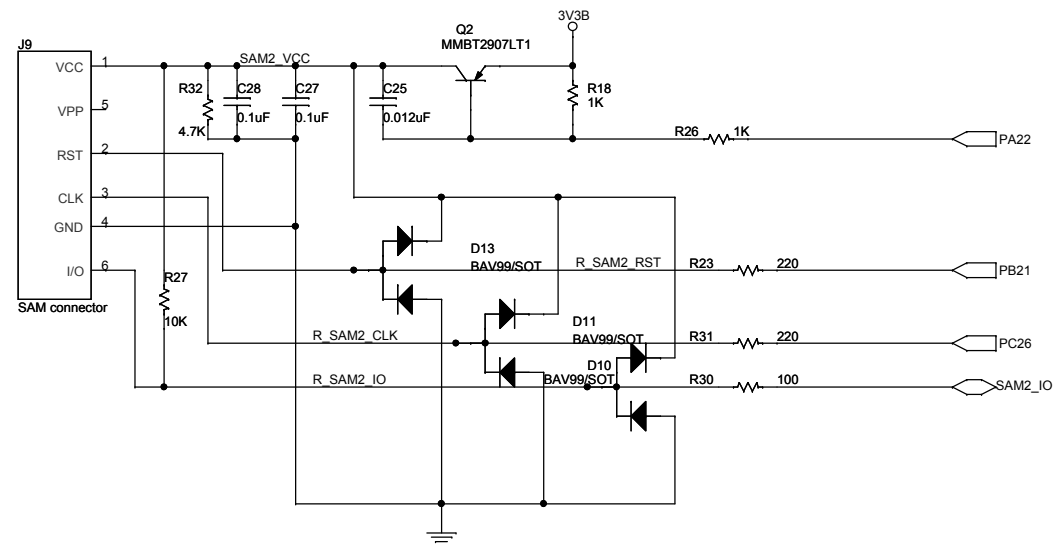 3V3B
Q2
MMBT2907LT1
J9
VCC
1
SAM2_VCC
R32
C28
C27
C25
R18
1K
VPP
5
4.7K
0.1uF
0.1uF
0.012uF
R26
1K
PA22
RST
2
CLK
3
GND
4
D13
BAV99/SOT
R_SAM2_RST
R23
220
PB21
I/O
6
R27
10K
SAM connector
D11
BAV99/SOT
R_SAM2_CLK
R31
220
PC26
D10
BAV99/SOT
R_SAM2_IO
R30
100
SAM2_IO